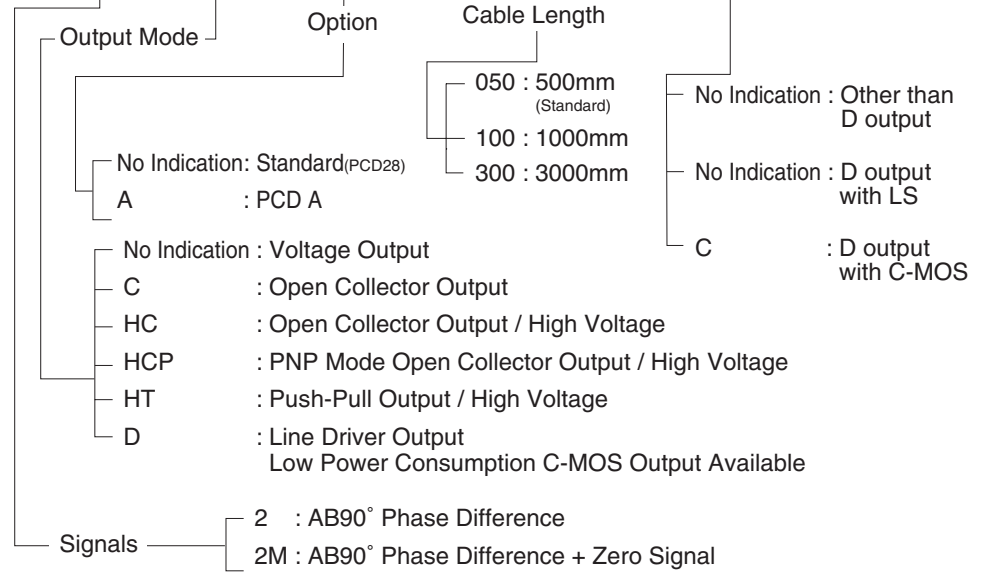 Output Mode
Option
Cable Length
050 : 500mm
(Standard)
100 : 1000mm
300 : 3000mm
No Indication : Other than
D output
No Indication : D output
with LS
C : D output
with C-MOS
No Indication: Standard(PCD28)
A : PCD A
No Indication : Voltage Output
C : Open Collector Output
HC : Open Collector Output / High Voltage
HCP : PNP Mode Open Collector Output / High Voltage
HT : Push-Pull Output / High Voltage
D : Line Driver Output
Low Power Consumption C-MOS Output Available
Signals
2 : AB90˚ Phase Difference
2M : AB90˚ Phase Difference + Zero Signal